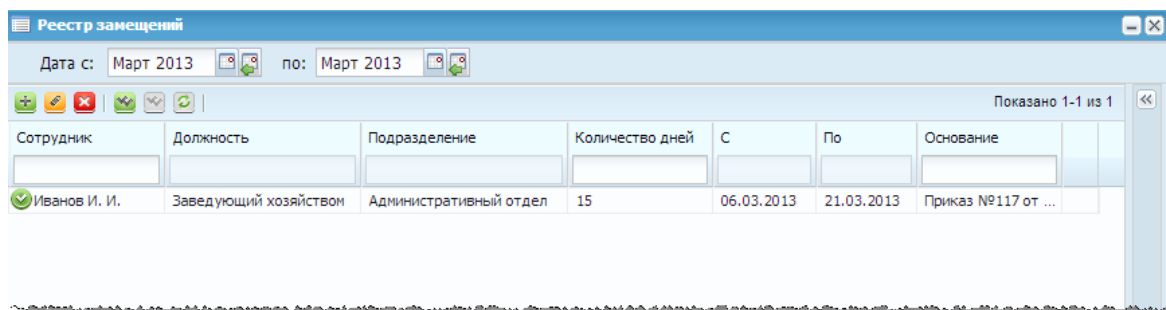 Реестр замещений
Дата с: Март 2013 по: Март 2013
Показано 1-1 из 1
Сотрудник Должность Подразделение Количество дней С По Основание
Иванов И. И. Заведующий хозяйством Административный отдел 15 06.03.2013 21.03.2013 Приказ №117 от ...